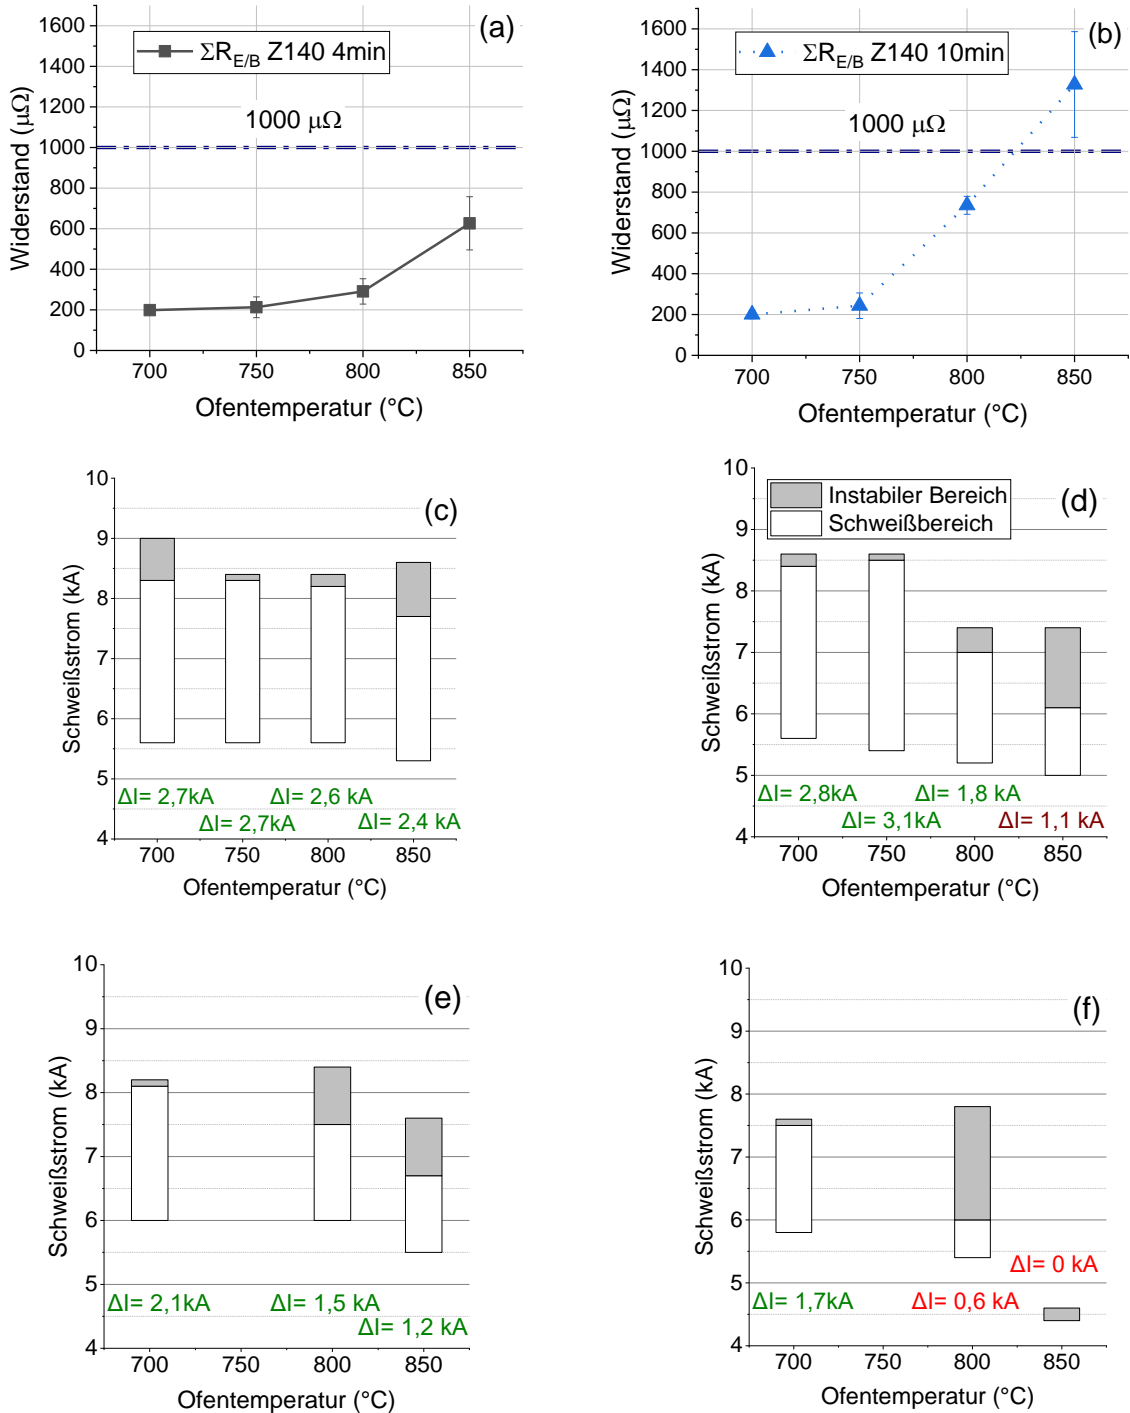 (a)
ΣR_E/B Z140 4min
1000 μΩ
Widerstand (μΩ)
1600
1400
1200
1000
800
600
400
200
0
700 750 800 850
Ofentemperatur (°C)
(b)
ΣR_E/B Z140 10min
1000 μΩ
Widerstand (μΩ)
1600
1400
1200
1000
800
600
400
200
0
700 750 800 850
Ofentemperatur (°C)
(c)
Schweißstrom (kA)
10
9
8
7
6
5
4
ΔI= 2,7kA
ΔI= 2,7kA
ΔI= 2,6 kA
ΔI= 2,4 kA
700 750 800 850
Ofentemperatur (°C)
(d)
Instabiler Bereich
Schweißbereich
Schweißstrom (kA)
10
9
8
7
6
5
4
ΔI= 2,8kA
ΔI= 3,1kA
ΔI= 1,8 kA
ΔI= 1,1 kA
700 750 800 850
Ofentemperatur (°C)
(e)
Schweißstrom (kA)
10
9
8
7
6
5
4
ΔI= 2,1kA
ΔI= 1,5 kA
ΔI= 1,2 kA
700 800 850
Ofentemperatur (°C)
(f)
Schweißstrom (kA)
10
9
8
7
6
5
4
ΔI= 1,7kA
ΔI= 0,6 kA
ΔI= 0 kA
700 800 850
Ofentemperatur (°C)